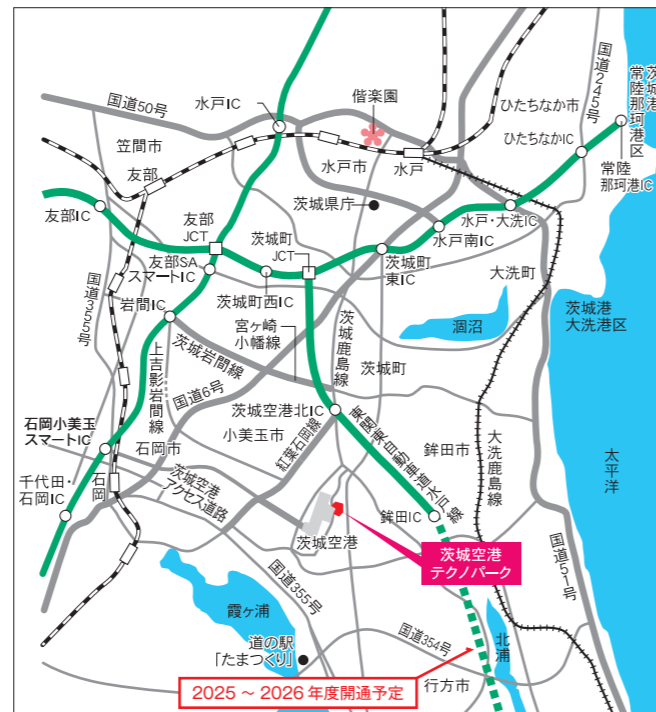 国道50号
水戸IC
偕楽園
ひたちなか市
国道245号
茨城港
常陸那珂港区
ひたちなかIC
常陸
那珂港IC
笠間市
友部
水戸市
水戸
友部IC
友部
JCT
茨城県庁
茨城町
JCT
水戸・大洗IC
水戸南IC
友部SA
スマートIC
茨城町西IC
茨城町
東IC
大洗町
国道355号
岩間IC
宮ヶ崎
小幡線
茨城鹿島線
涸沼
茨城港
大洗港区
上吉影岩間線
茨城岩間線
国道6号
茨城町
石岡小美玉
スマートIC
石岡市
茨城空港北IC
小美玉市
紅葉石岡線
東関東自動車道水戸線
鉾田市
大洗鹿島線
太平洋
千代田・
石岡IC
石岡
茨城空港
アクセス道路
茨城空港
鉾田IC
茨城空港
テクノパーク
国道51号
国道355号
霞ヶ浦
道の駅
「たまつくり」
国道354号
北浦
行方市
2025 ～ 2026 年度開通予定